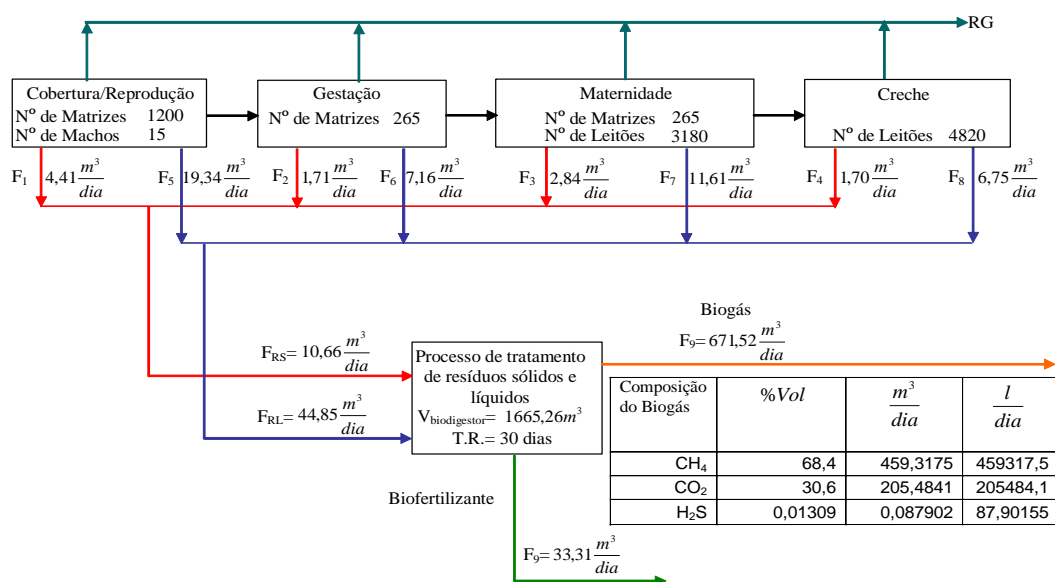 RG
Cobertura/Reprodução
Nº de Matrizes 1200
Nº de Machos 15
Gestação
Nº de Matrizes 265
Maternidade
Nº de Matrizes 265
Nº de Leitões 3180
Creche
Nº de Leitões 4820
F₁ 4,41 m³/dia
F₅ 19,34 m³/dia
F₂ 1,71 m³/dia
F₆ 7,16 m³/dia
F₃ 2,84 m³/dia
F₇ 11,61 m³/dia
F₄ 1,70 m³/dia
F₈ 6,75 m³/dia
Biogás
F₉= 671,52 m³/dia
F_RS= 10,66 m³/dia
F_RL= 44,85 m³/dia
Processo de tratamento
de resíduos sólidos e
líquidos
V_biodigestor= 1665,26m³
T.R.= 30 dias
Composição do Biogás %Vol m³/dia l/dia
CH₄ 68,4 459,3175 459317,5
CO₂ 30,6 205,4841 205484,1
H₂S 0,01309 0,087902 87,90155
Biofertilizante
F₉= 33,31 m³/dia